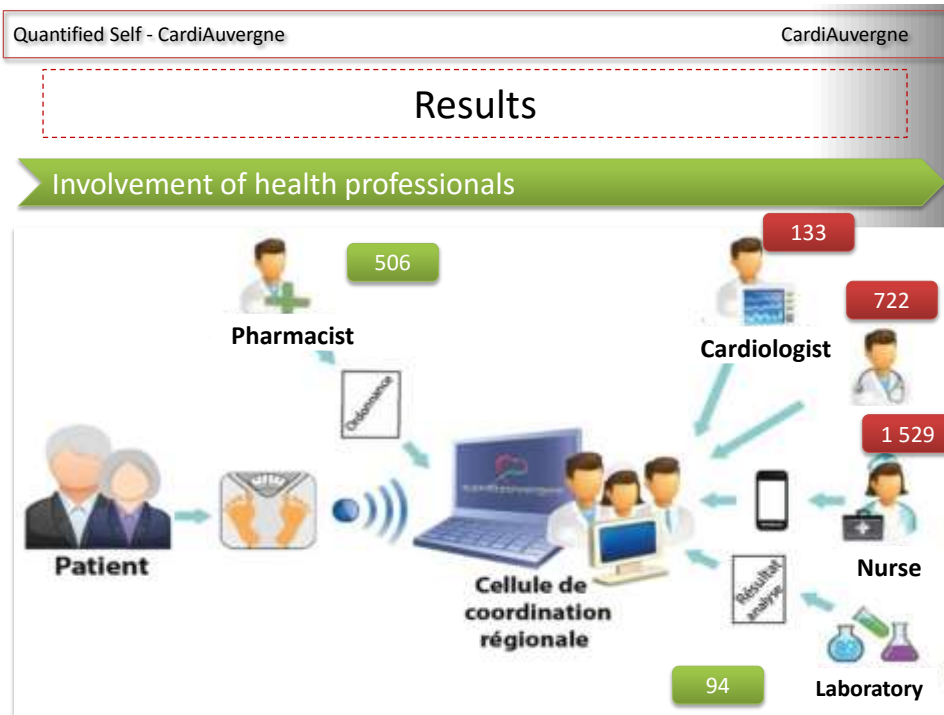 Quantified Self - CardiAuvergne
CardiAuvergne
Results
Involvement of health professionals
133
506
722
Pharmacist
Cardiologist
Ordonnance
1 529
Patient
Nurse
Cellule de
coordination
régionale
Résultat
analyse
94
Laboratory